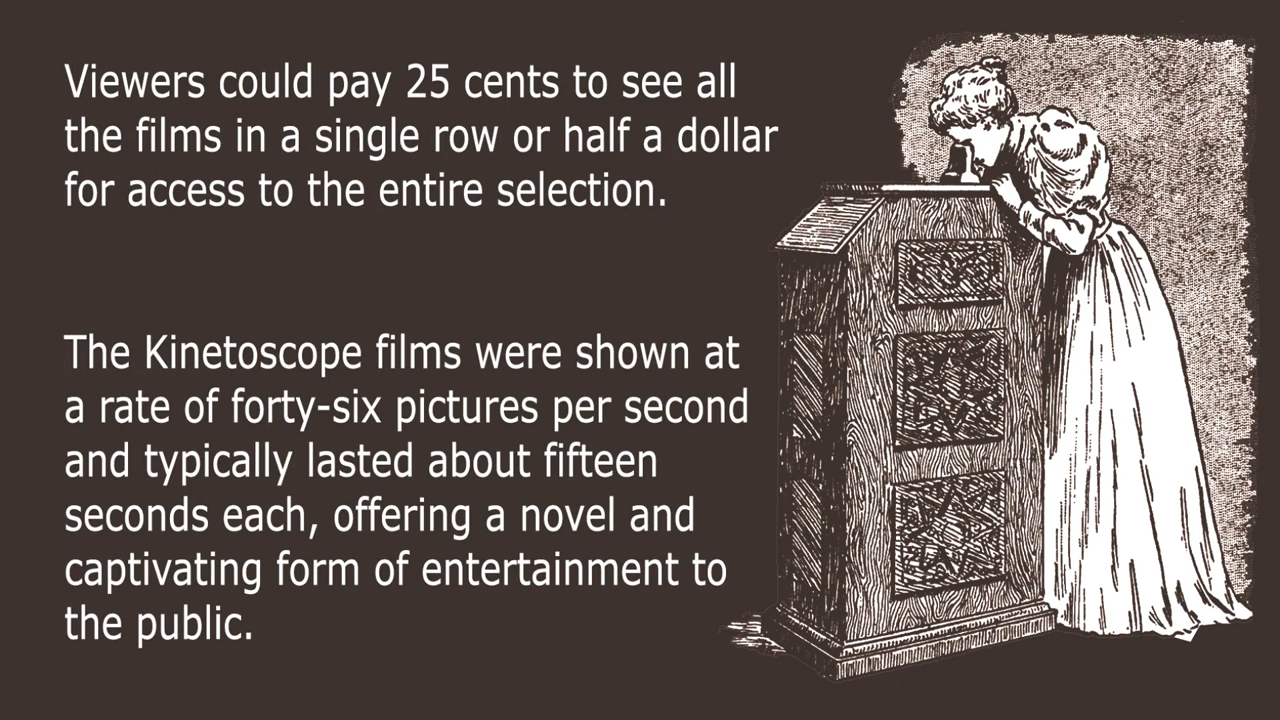 Viewers could pay 25 cents to see all
the films in a single row or half a dollar
for access to the entire selection.
The Kinetoscope films were shown at
a rate of forty-six pictures per second
and typically lasted about fifteen
seconds each, offering a novel and
captivating form of entertainment to
the public.